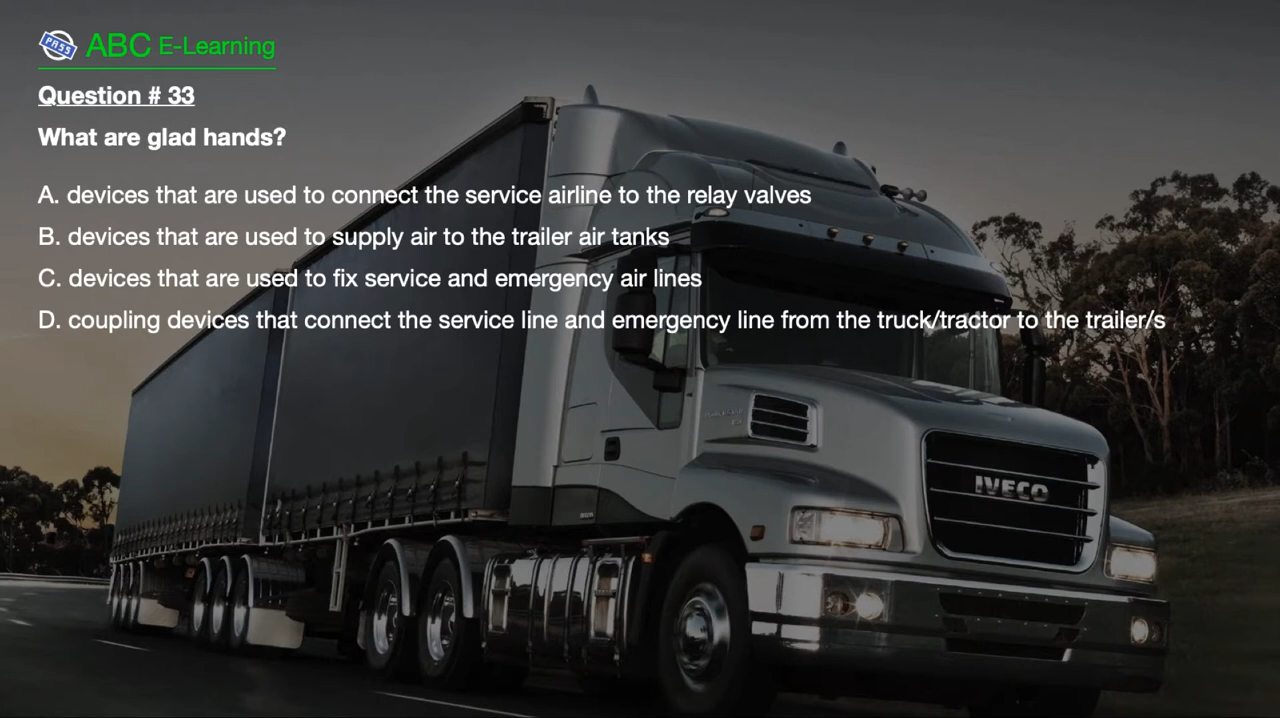 PASS ABC E-Learning
Question # 33
What are glad hands?
A. devices that are used to connect the service airline to the relay valves
B. devices that are used to supply air to the trailer air tanks
C. devices that are used to fix service and emergency air lines
D. coupling devices that connect the service line and emergency line from the truck/tractor to the trailer/s
IVECO